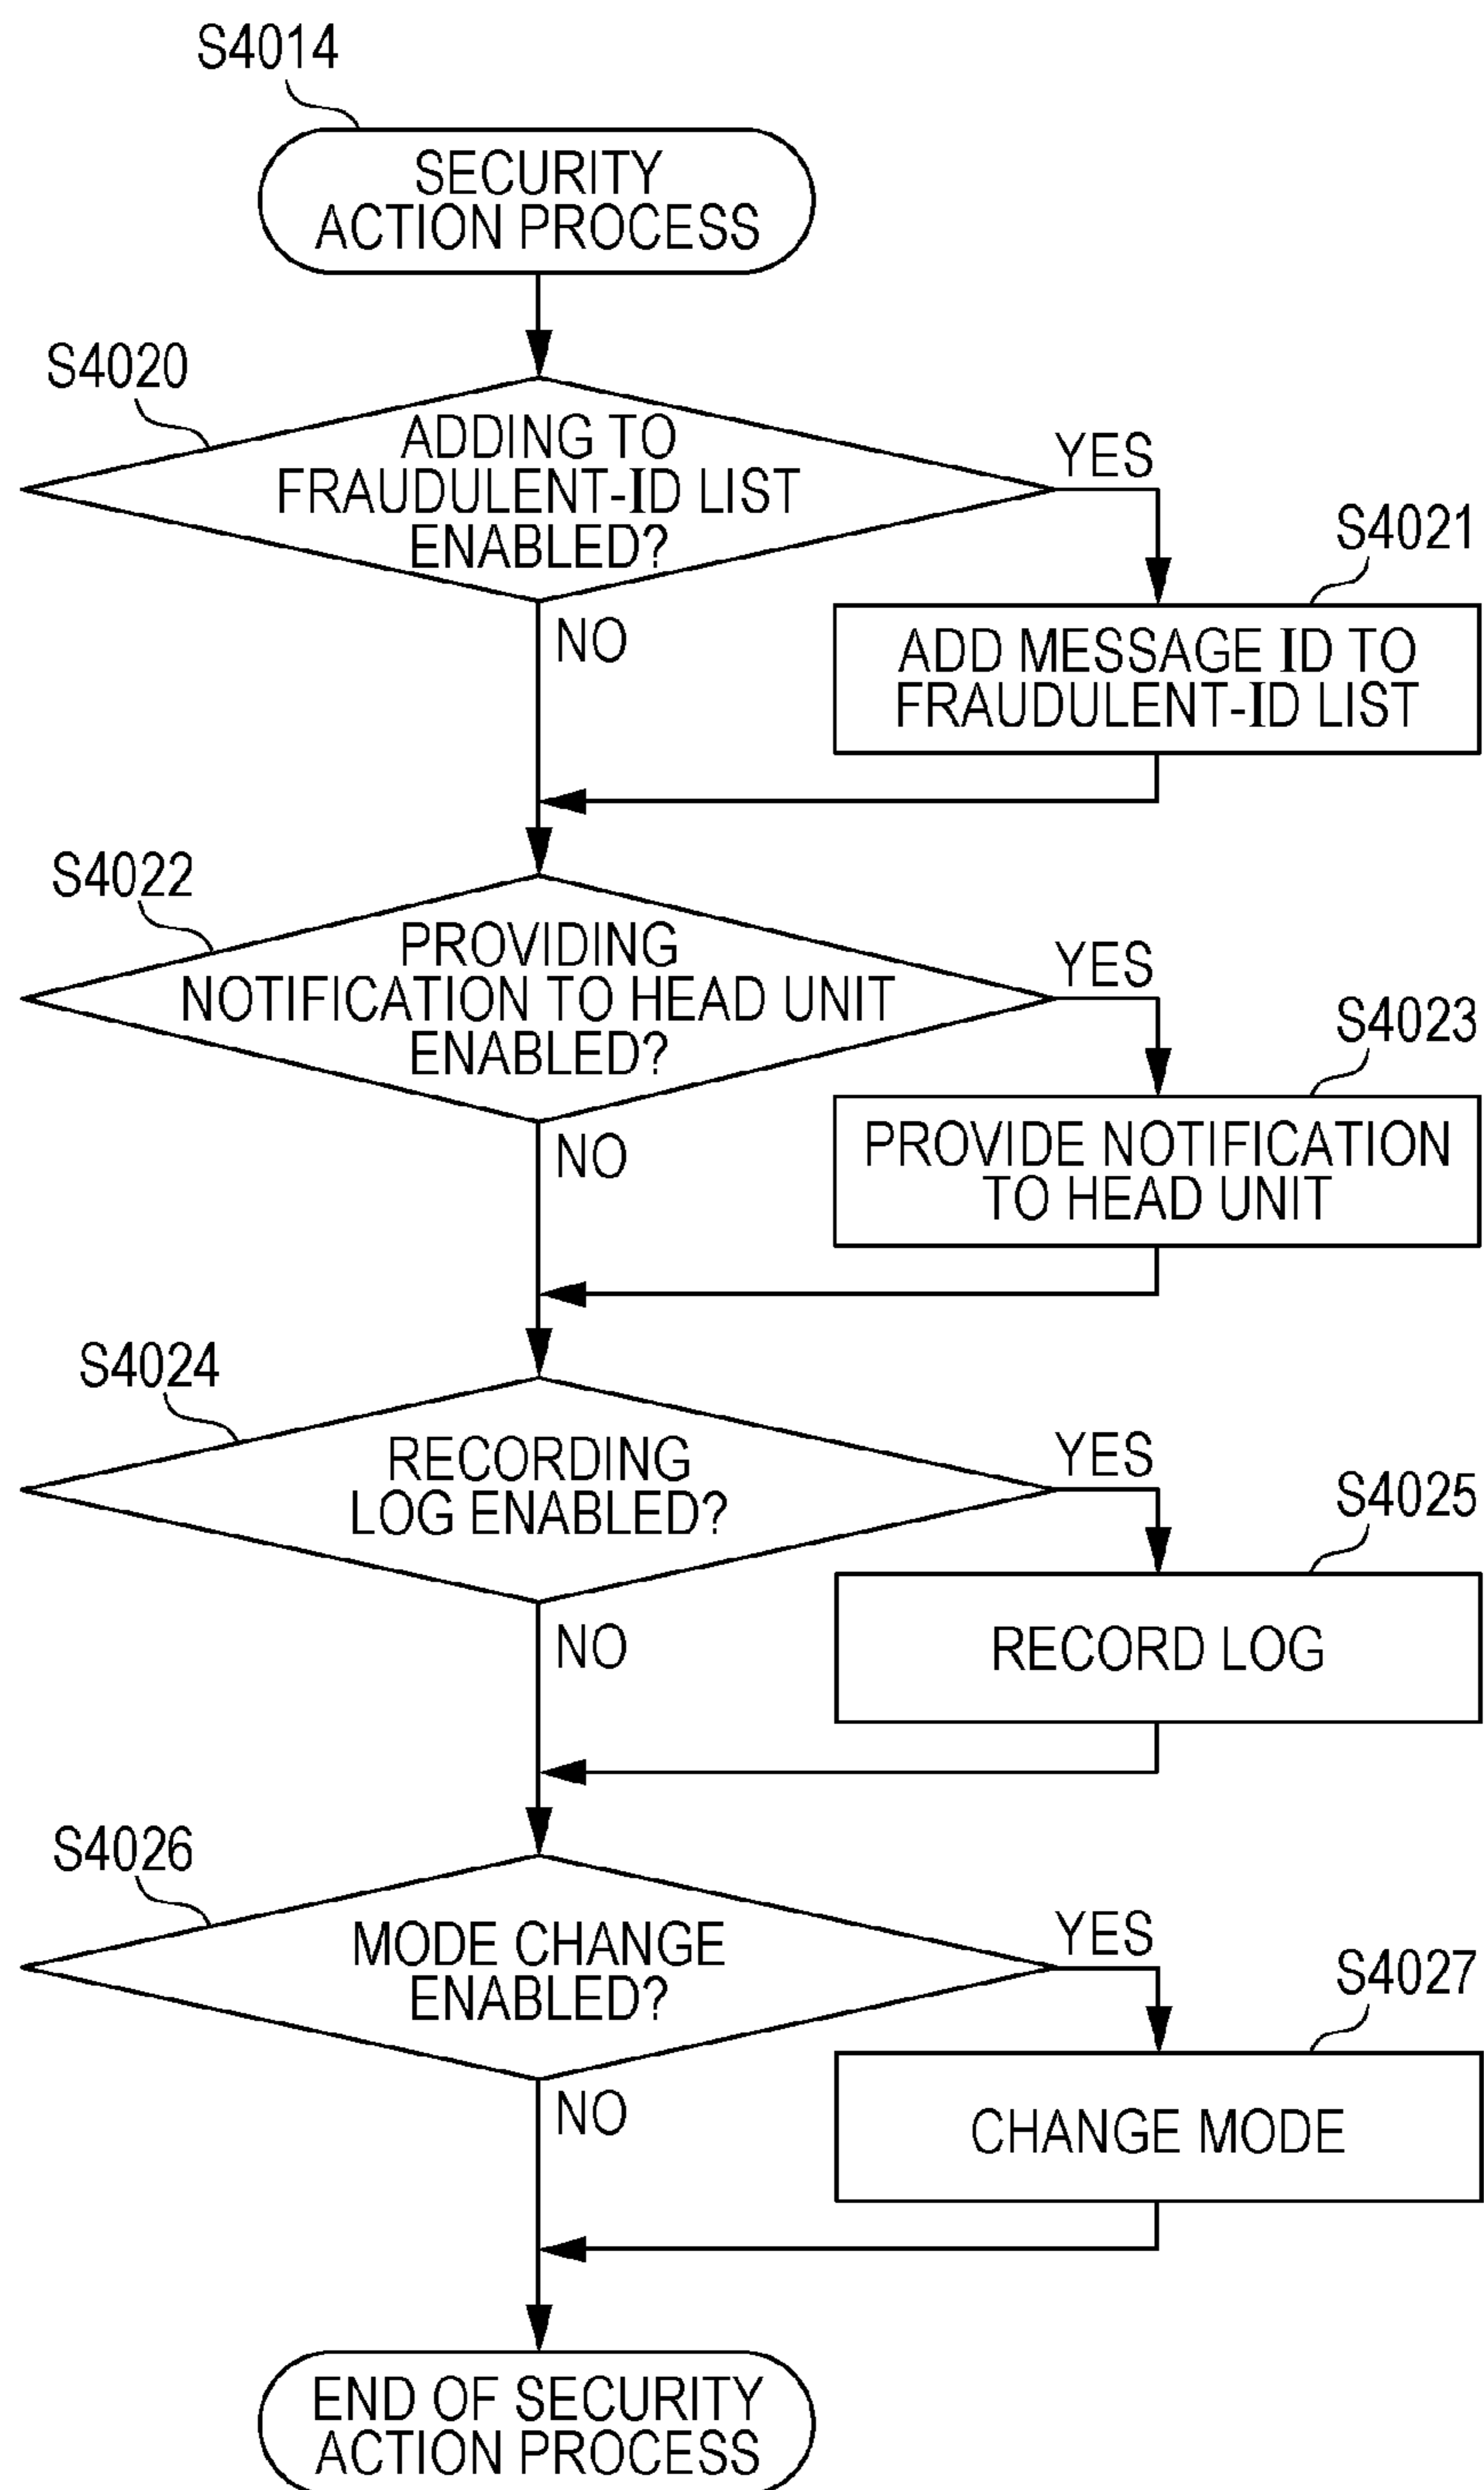 S4014
SECURITY
ACTION PROCESS
S4020
ADDING TO
FRAUDULENT-ID LIST
ENABLED?
YES
NO
S4021
ADD MESSAGE ID TO
FRAUDULENT-ID LIST
S4022
PROVIDING
NOTIFICATION TO HEAD UNIT
ENABLED?
YES
NO
S4023
PROVIDE NOTIFICATION
TO HEAD UNIT
S4024
RECORDING
LOG ENABLED?
YES
NO
S4025
RECORD LOG
S4026
MODE CHANGE
ENABLED?
YES
NO
S4027
CHANGE MODE
END OF SECURITY
ACTION PROCESS